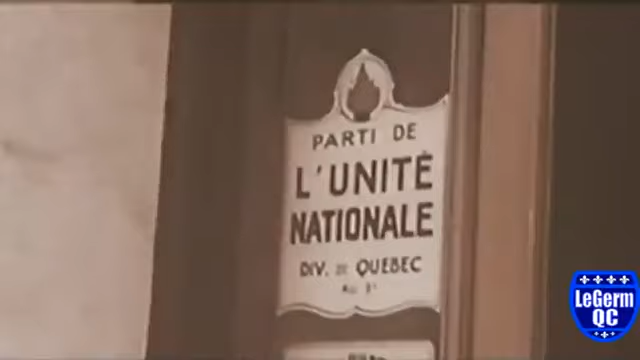 PARTI DE
L'UNITÉ
NATIONALE
DIV. DE QUEBEC
LeGerm
QC